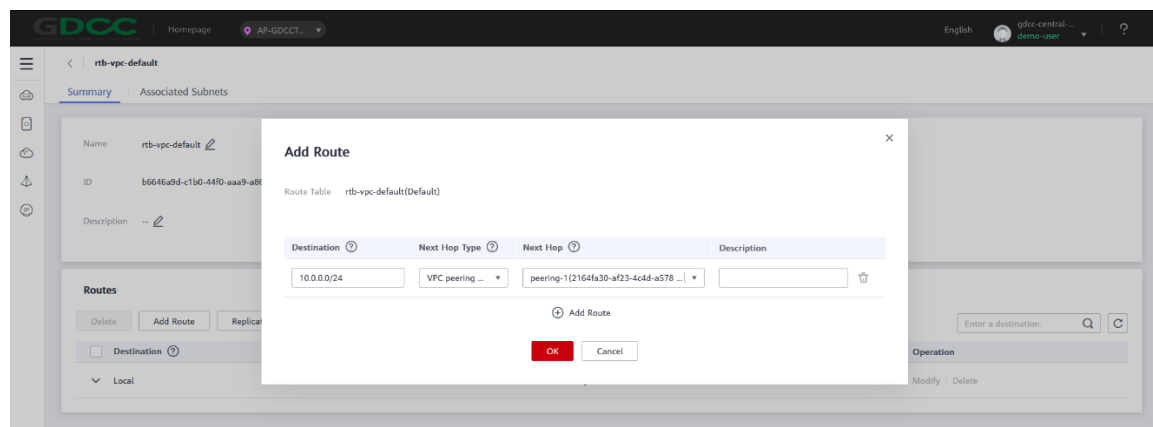 GDCC Homepage AP-GDCCT... English gdcc-central-... demo-user ?
rtb-vpc-default
Summary Associated Subnets
Name rtb-vpc-default
ID b6646a9d-c1b0-44f0-aaa9-a86
Description --
Add Route
Route Table rtb-vpc-default(Default)
Destination ? Next Hop Type ? Next Hop ? Description
10.0.0.0/24 VPC peering ... peering-1(2164fa30-af23-4c4d-a578 ...
Add Route
OK Cancel
Routes
Delete Add Route Replicat Enter a destination.
Destination ? Operation
Local Modify Delete